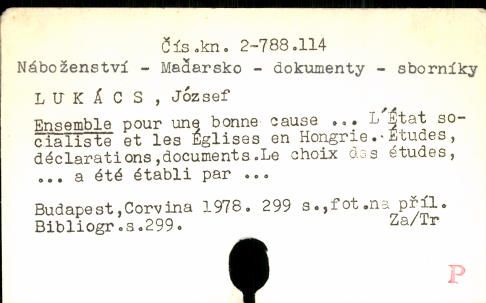 Čís.kn. 2-788.114
Náboženství - Maďarsko - dokumenty - sborníky
LUKÁCS, József
Ensemble pour une bonne cause ... L'État so-
cialiste et les Églises en Hongrie. Études,
déclarations,documents.Le choix des études,
... a été établi par ...
Budapest,Corvina 1978. 299 s.,fot.na příl.
Bibliogr.s.299. Za/Tr
P